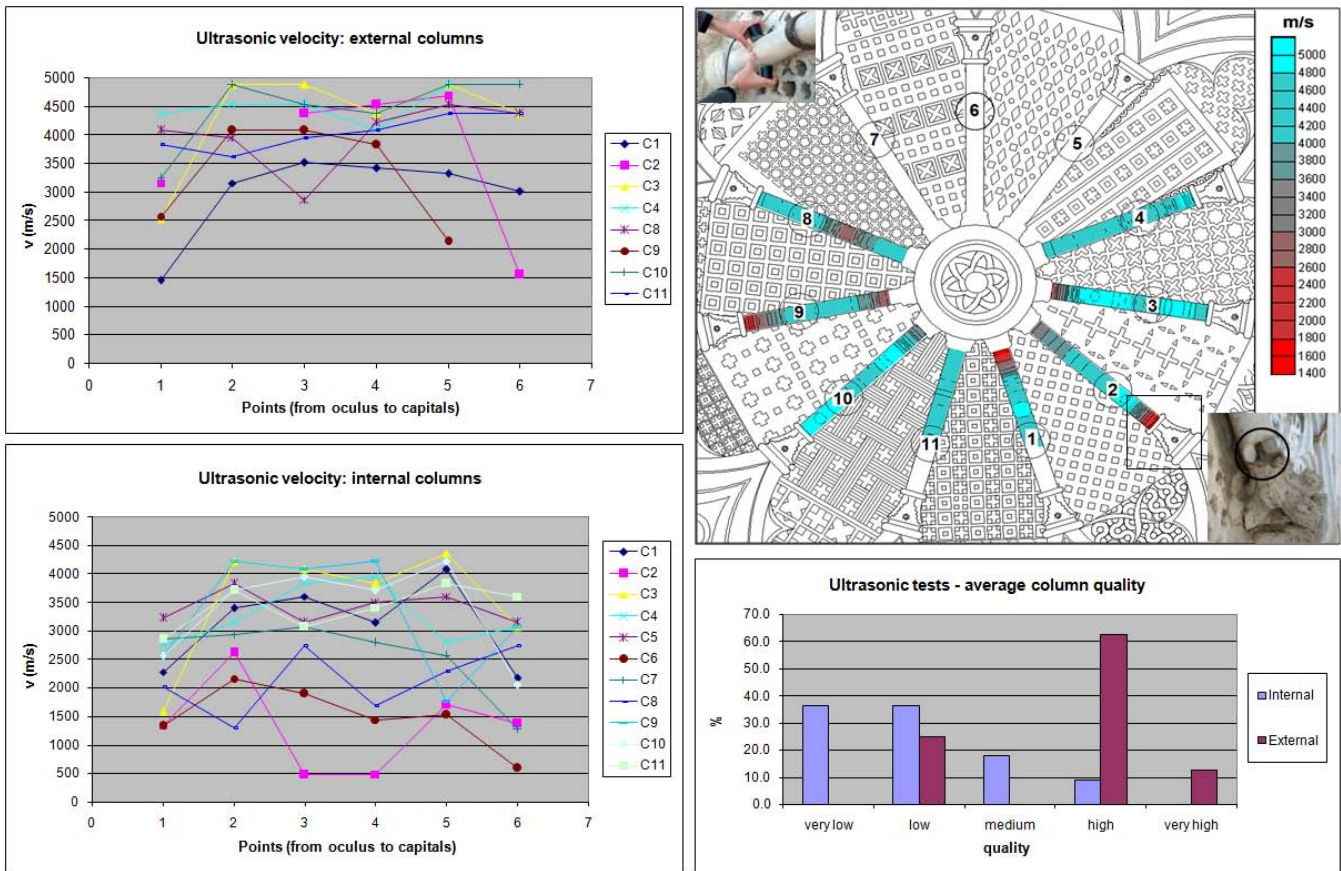 Ultrasonic velocity: external columns
5000
4500
4000
3500
3000
2500
2000
1500
1000
500
0
v (m/s)
0 1 2 3 4 5 6 7
Points (from oculus to capitals)
C1
C2
C3
C4
C8
C9
C10
C11
Ultrasonic velocity: internal columns
5000
4500
4000
3500
3000
2500
2000
1500
1000
500
0
v (m/s)
0 1 2 3 4 5 6 7
Points (from oculus to capitals)
C1
C2
C3
C4
C5
C6
C7
C8
C9
C10
C11
6
7
5
8
4
9
3
10
2
11
1
m/s
5000
4800
4600
4400
4200
4000
3600
3400
3200
3000
2800
2600
2400
2200
2000
1800
1600
1400
Ultrasonic tests - average column quality
70.0
60.0
50.0
40.0
30.0
20.0
10.0
0.0
%
very low low medium high very high
quality
Internal
External